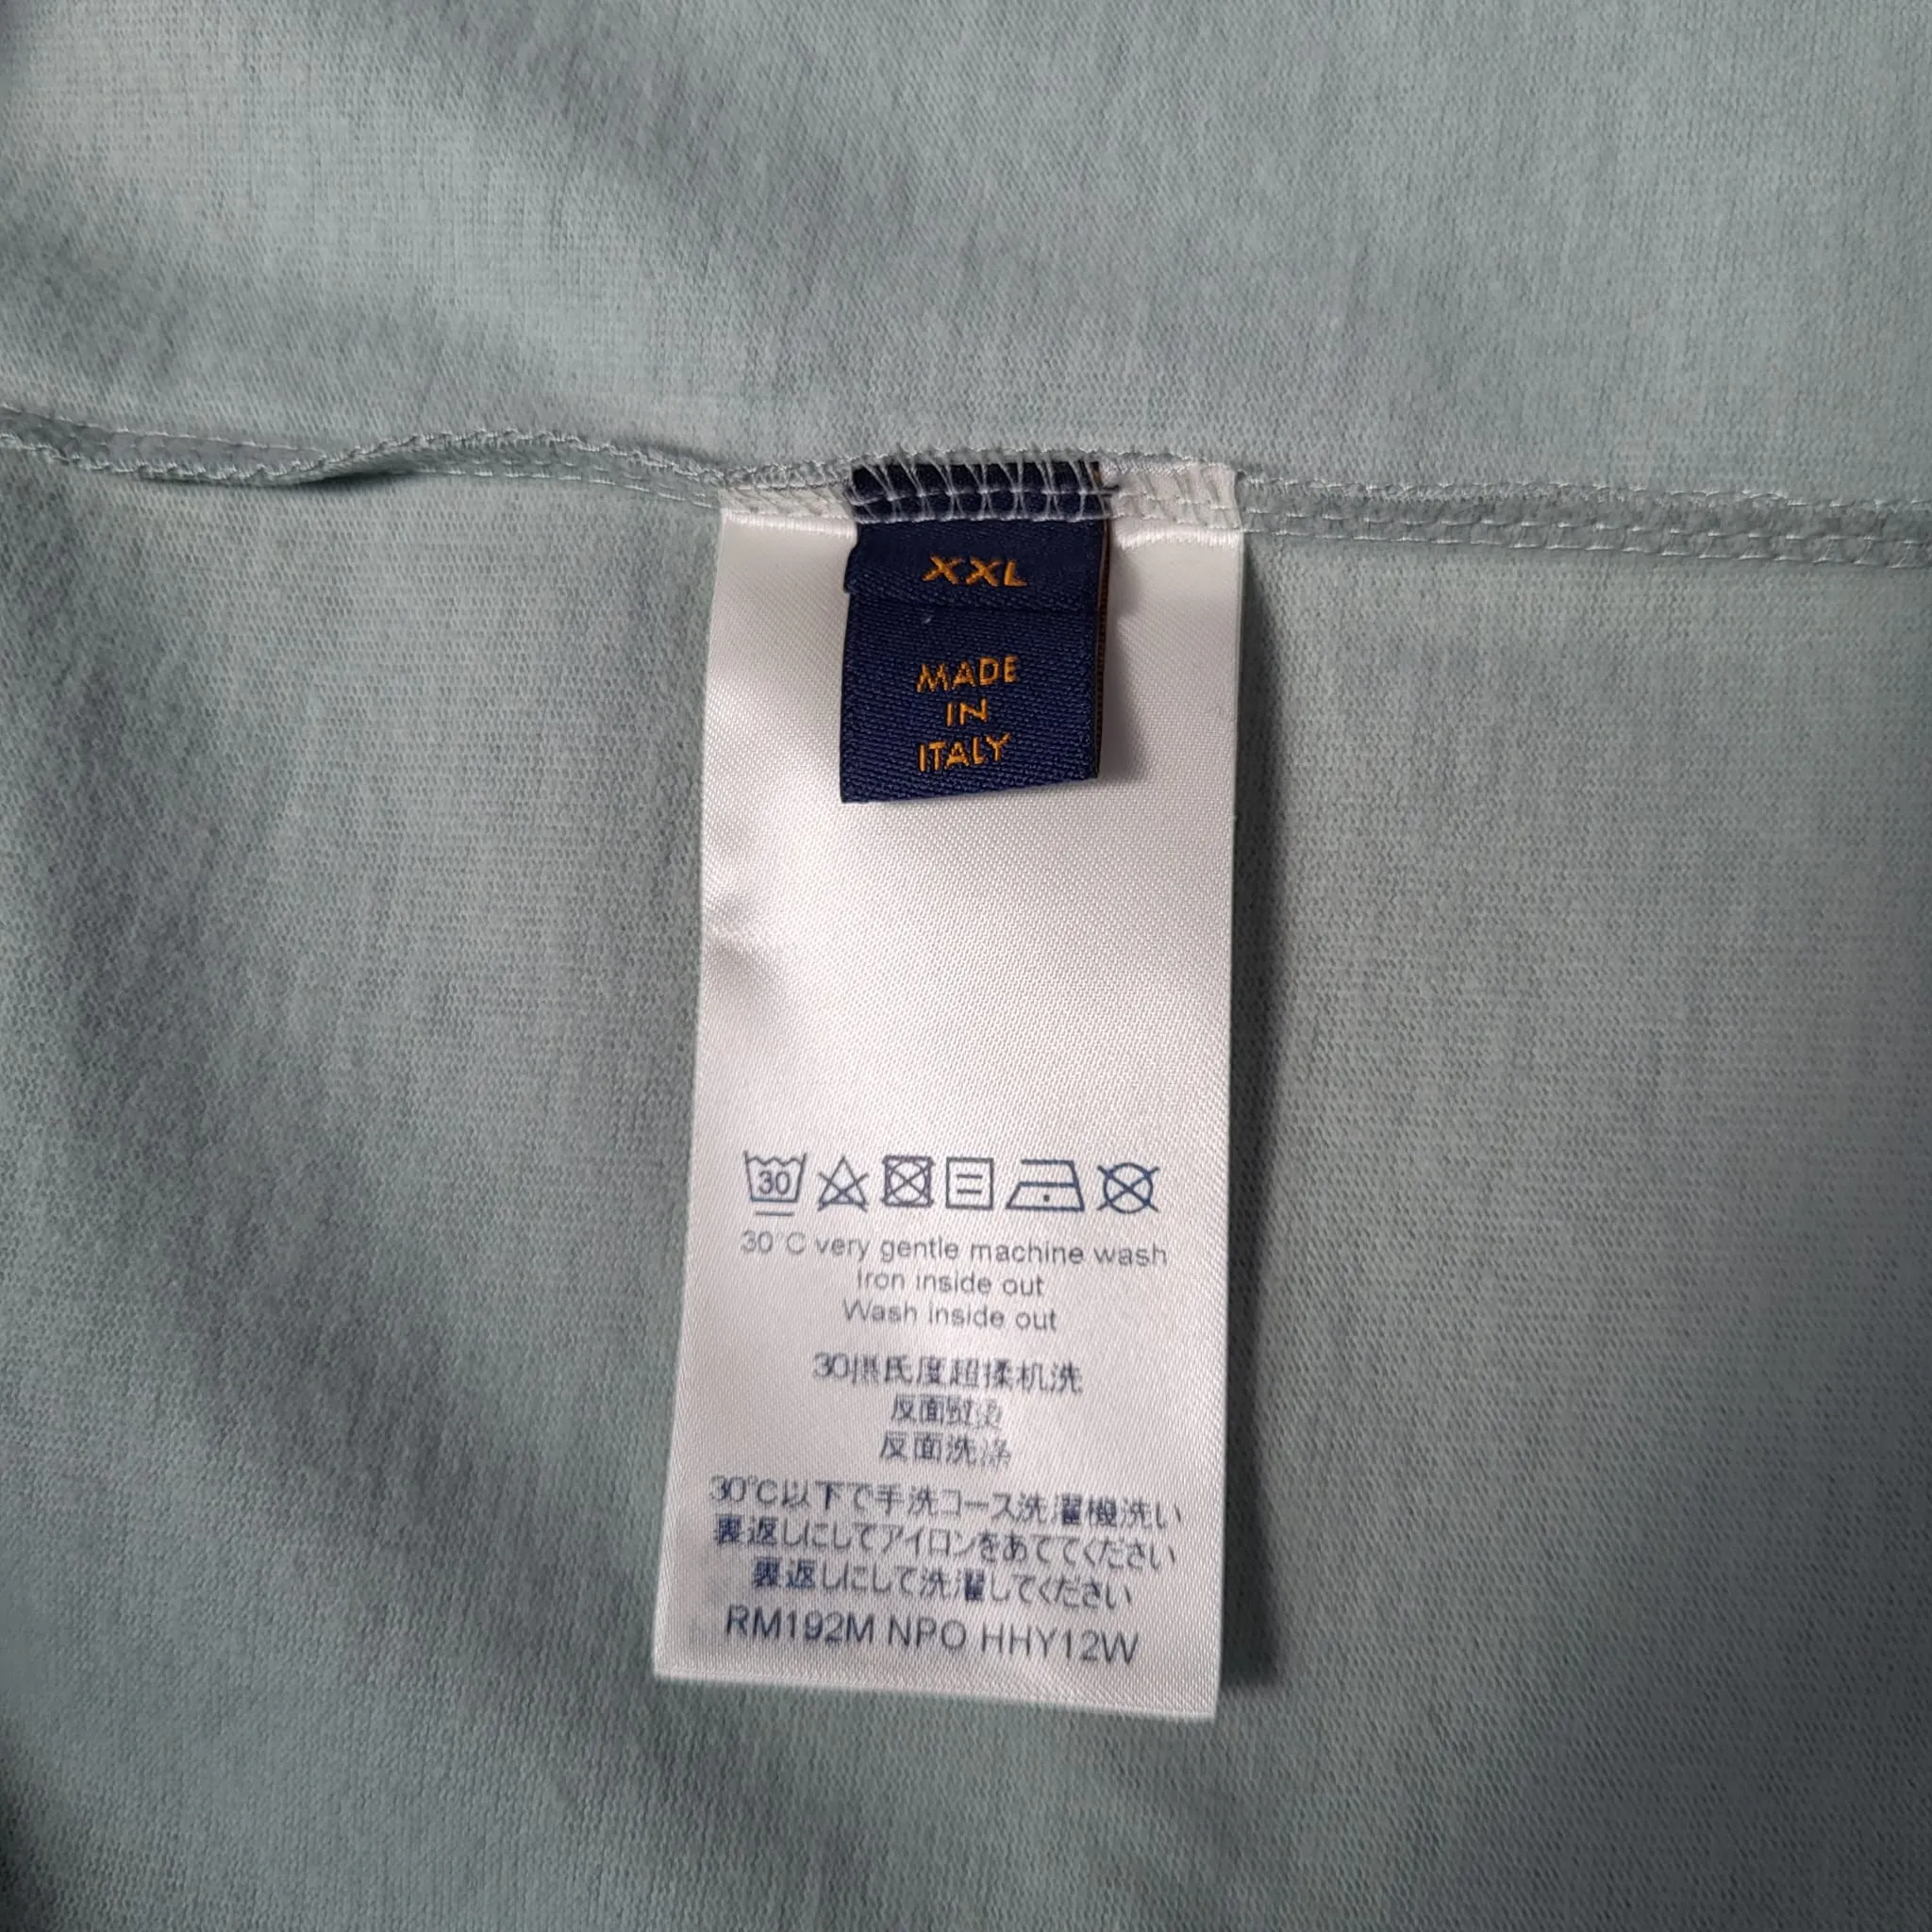 XXL
MADE
IN
ITALY
30
30°C very gentle machine wash
Iron inside out
Wash inside out
30摄氏度超揉机洗
反面熨烫
反面洗涤
30℃以下で手洗コース洗濯機洗い
裏返しにしてアイロンをあててください
裏返しにして洗濯してください
RM192M NPO HHY12W